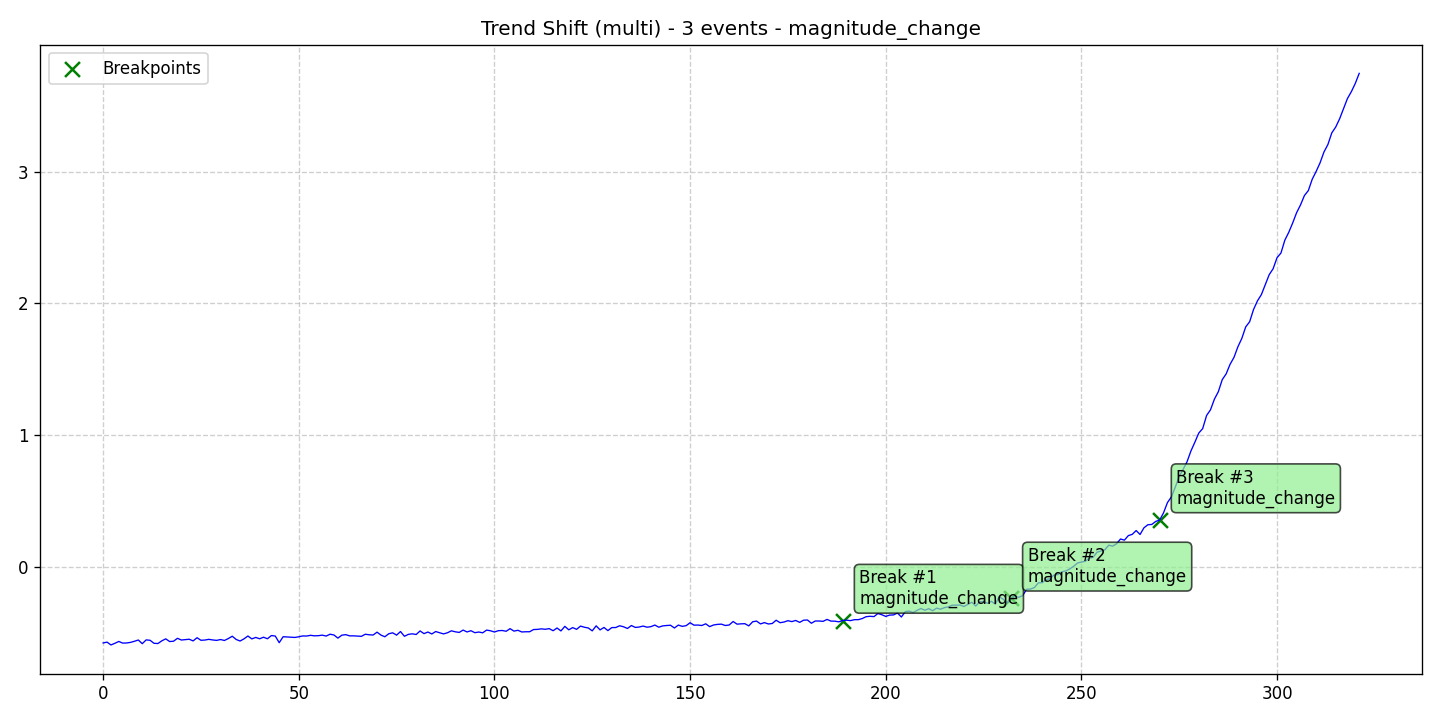 Trend Shift (multi) - 3 events - magnitude_change
Breakpoints
3
2
1
0
Break #3
magnitude_change
Break #2
magnitude_change
Break #1
magnitude_change
0 50 100 150 200 250 300